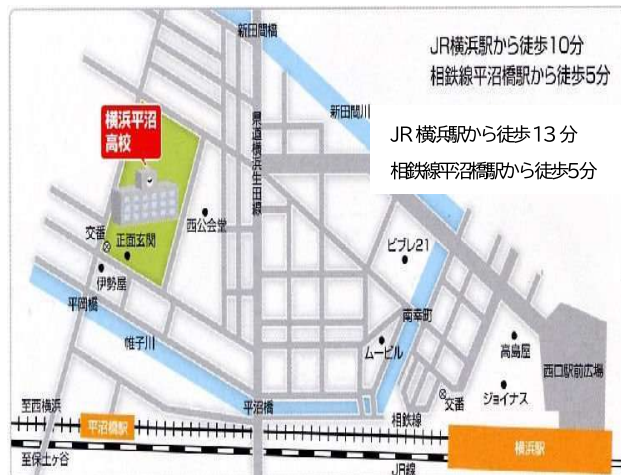 新田間橋
JR横浜駅から徒歩10分
相鉄線平沼橋駅から徒歩5分
新田間川
JR 横浜駅から徒歩 13 分
相鉄線平沼橋駅から徒歩5分
横浜平沼
高校
県道横浜生田線
西公会堂
交番
正面玄関
伊勢屋
平岡橋
帷子川
ビブレ21
南幸町
ムービル
高島屋
西口駅前広場
ジョイナス
交番
平沼橋
相鉄線
至西横浜
平沼橋駅
横浜駅
至保土ヶ谷
JR線